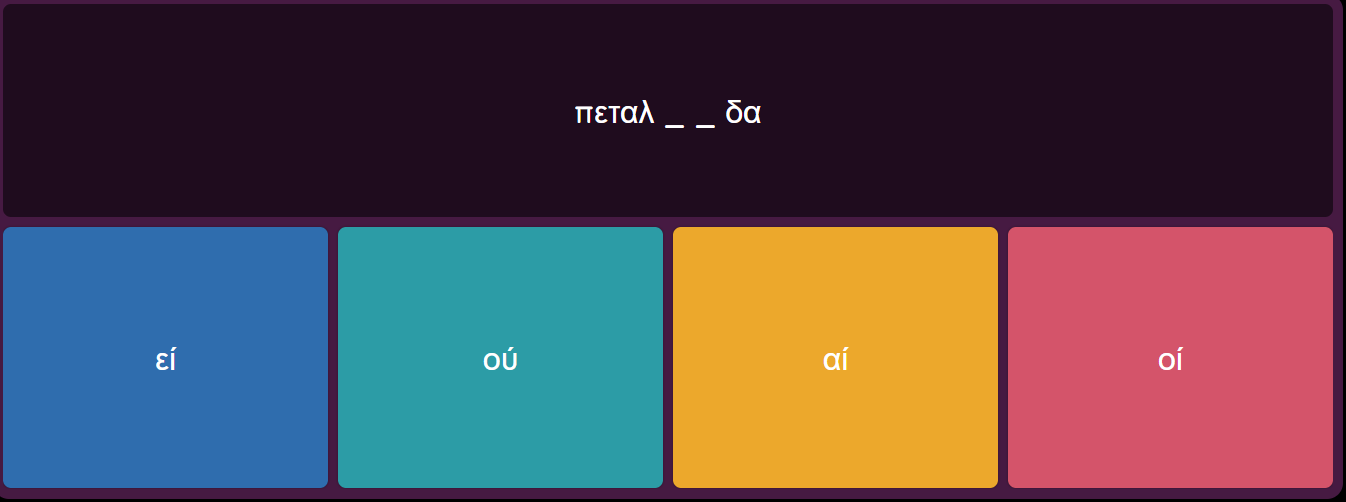 πεταλ _ _ δα
εί
ού
αί
οί